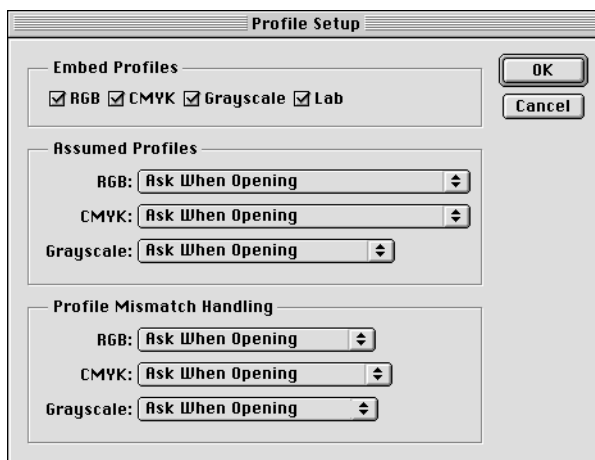 Profile Setup
Embed Profiles
RGB CMYK Grayscale Lab
OK
Cancel
Assumed Profiles
RGB: Ask When Opening
CMYK: Ask When Opening
Grayscale: Ask When Opening
Profile Mismatch Handling
RGB: Ask When Opening
CMYK: Ask When Opening
Grayscale: Ask When Opening